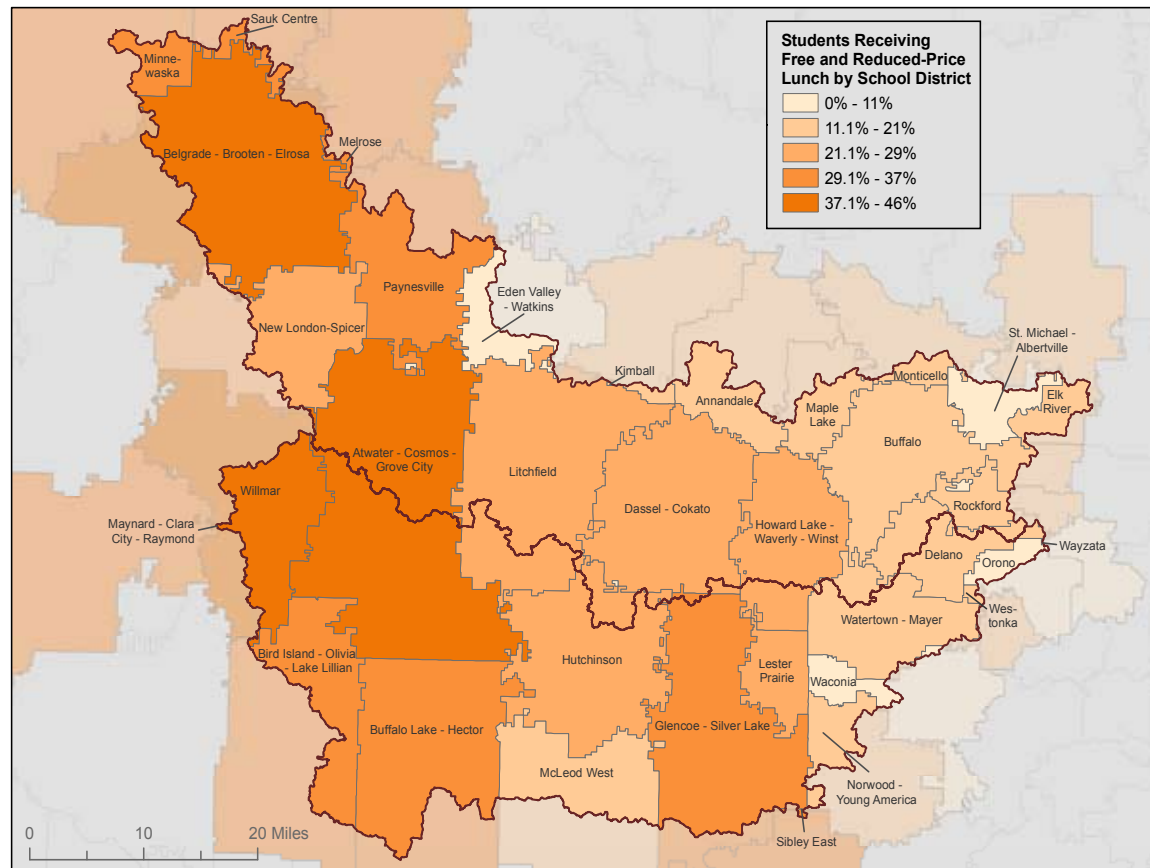 Sauk Centre
Students Receiving
Free and Reduced-Price
Lunch by School District
0% - 11%
11.1% - 21%
21.1% - 29%
29.1% - 37%
37.1% - 46%
Minne-
waska
Melrose
Belgrade - Brooten - Elrosa
Paynesville
Eden Valley
- Watkins
New London-Spicer
St. Michael -
Albertville
Kimball
Monticello
Annandale
Elk
River
Maple
Lake
Buffalo
Atwater - Cosmos -
Grove City
Litchfield
Willmar
Dassel - Cokato
Howard Lake -
Waverly - Winst
Rockford
Maynard - Clara
City - Raymond
Wayzata
Delano
Orono
Wes-
tonka
Watertown - Mayer
Bird Island - Olivia
- Lake Lillian
Hutchinson
Lester
Prairie
Waconia
Buffalo Lake - Hector
Glencoe - Silver Lake
McLeod West
Norwood -
Young America
Sibley East
0 10 20 Miles